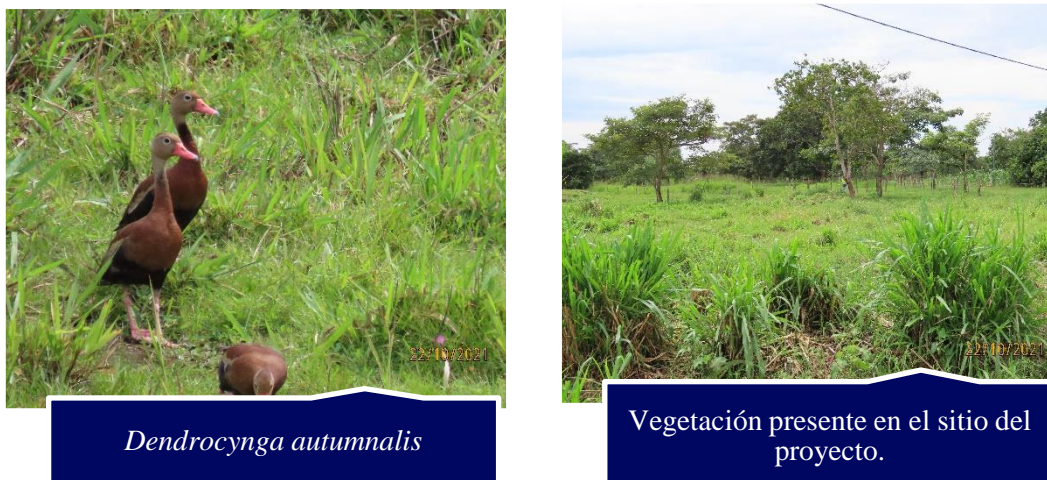 22/10/2021
22/10/2021
Dendrocynga autumnalis
Vegetación presente en el sitio del
proyecto.